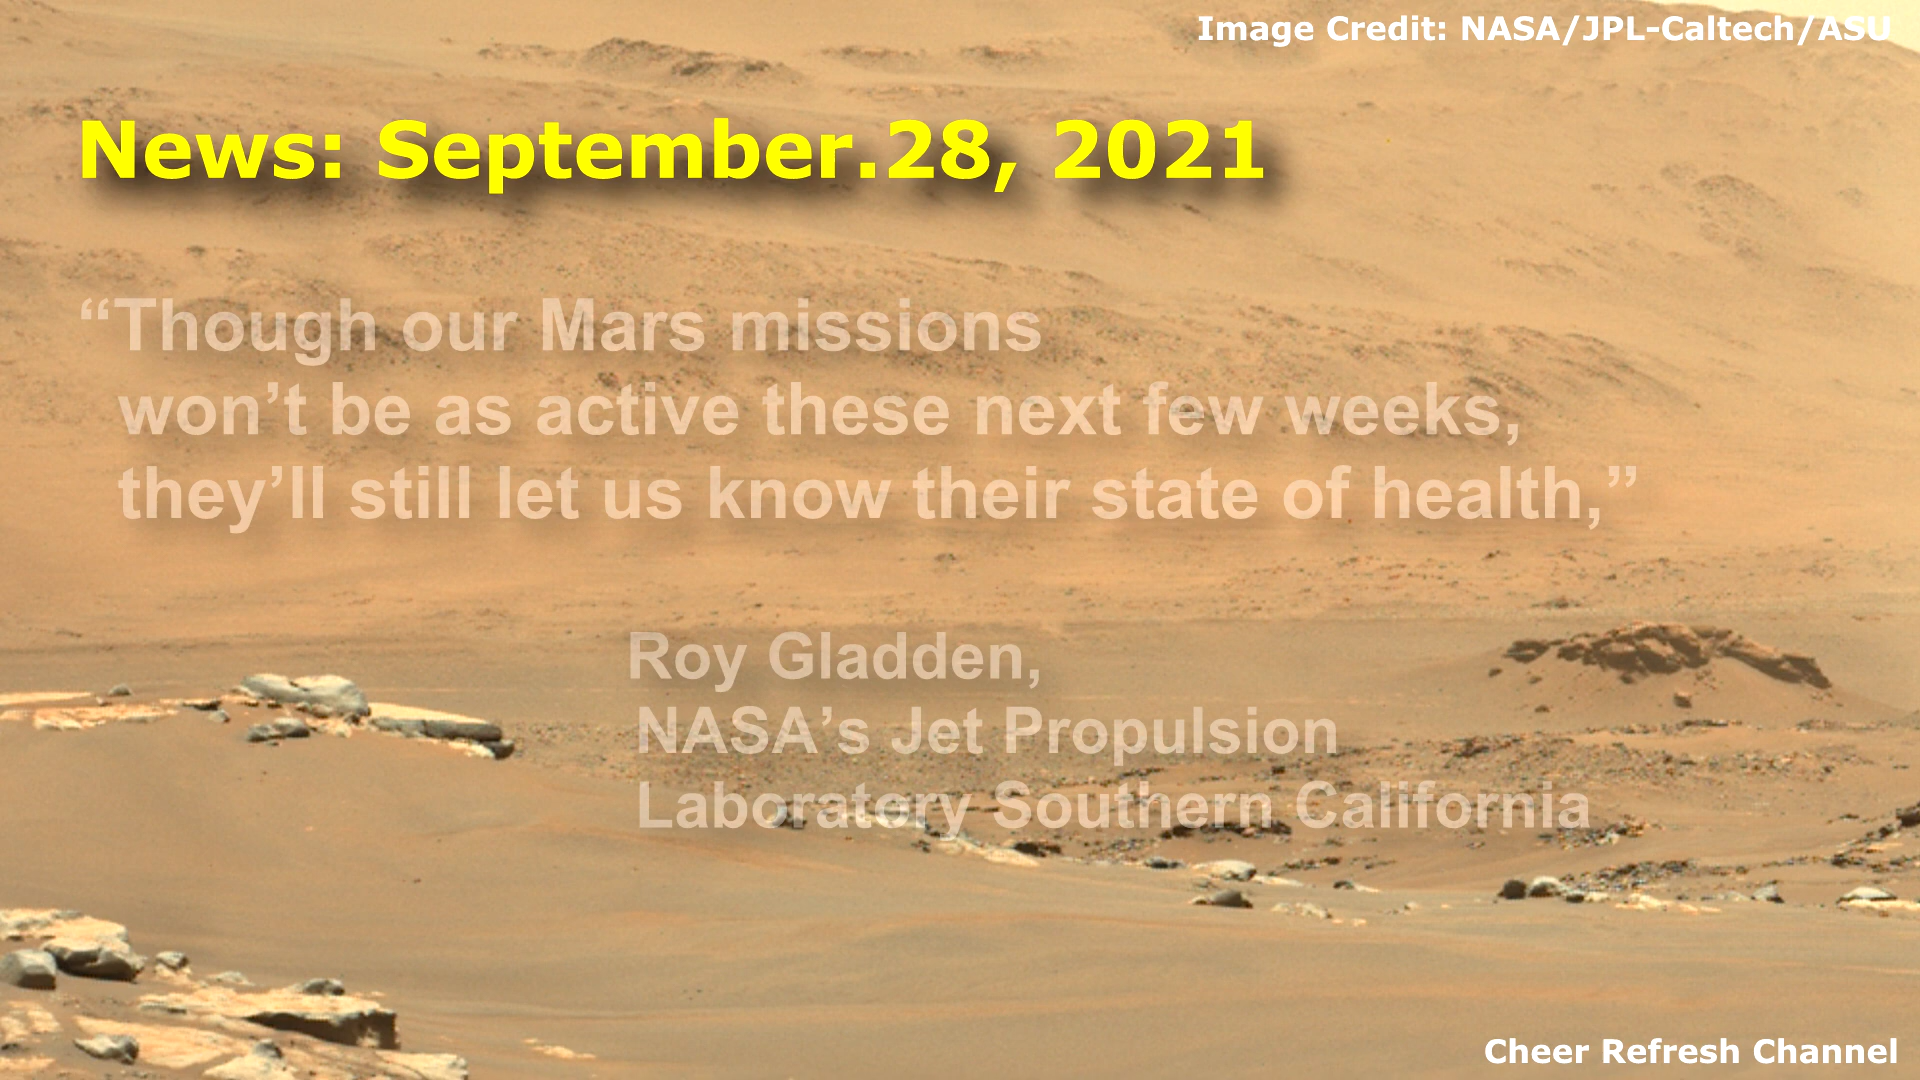 Image Credit: NASA/JPL-Caltech/ASU
News: September.28, 2021
“Though our Mars missions
won’t be as active these next few weeks,
they’ll still let us know their state of health,”
Roy Gladden,
NASA’s Jet Propulsion
Laboratory Southern California
Cheer Refresh Channel